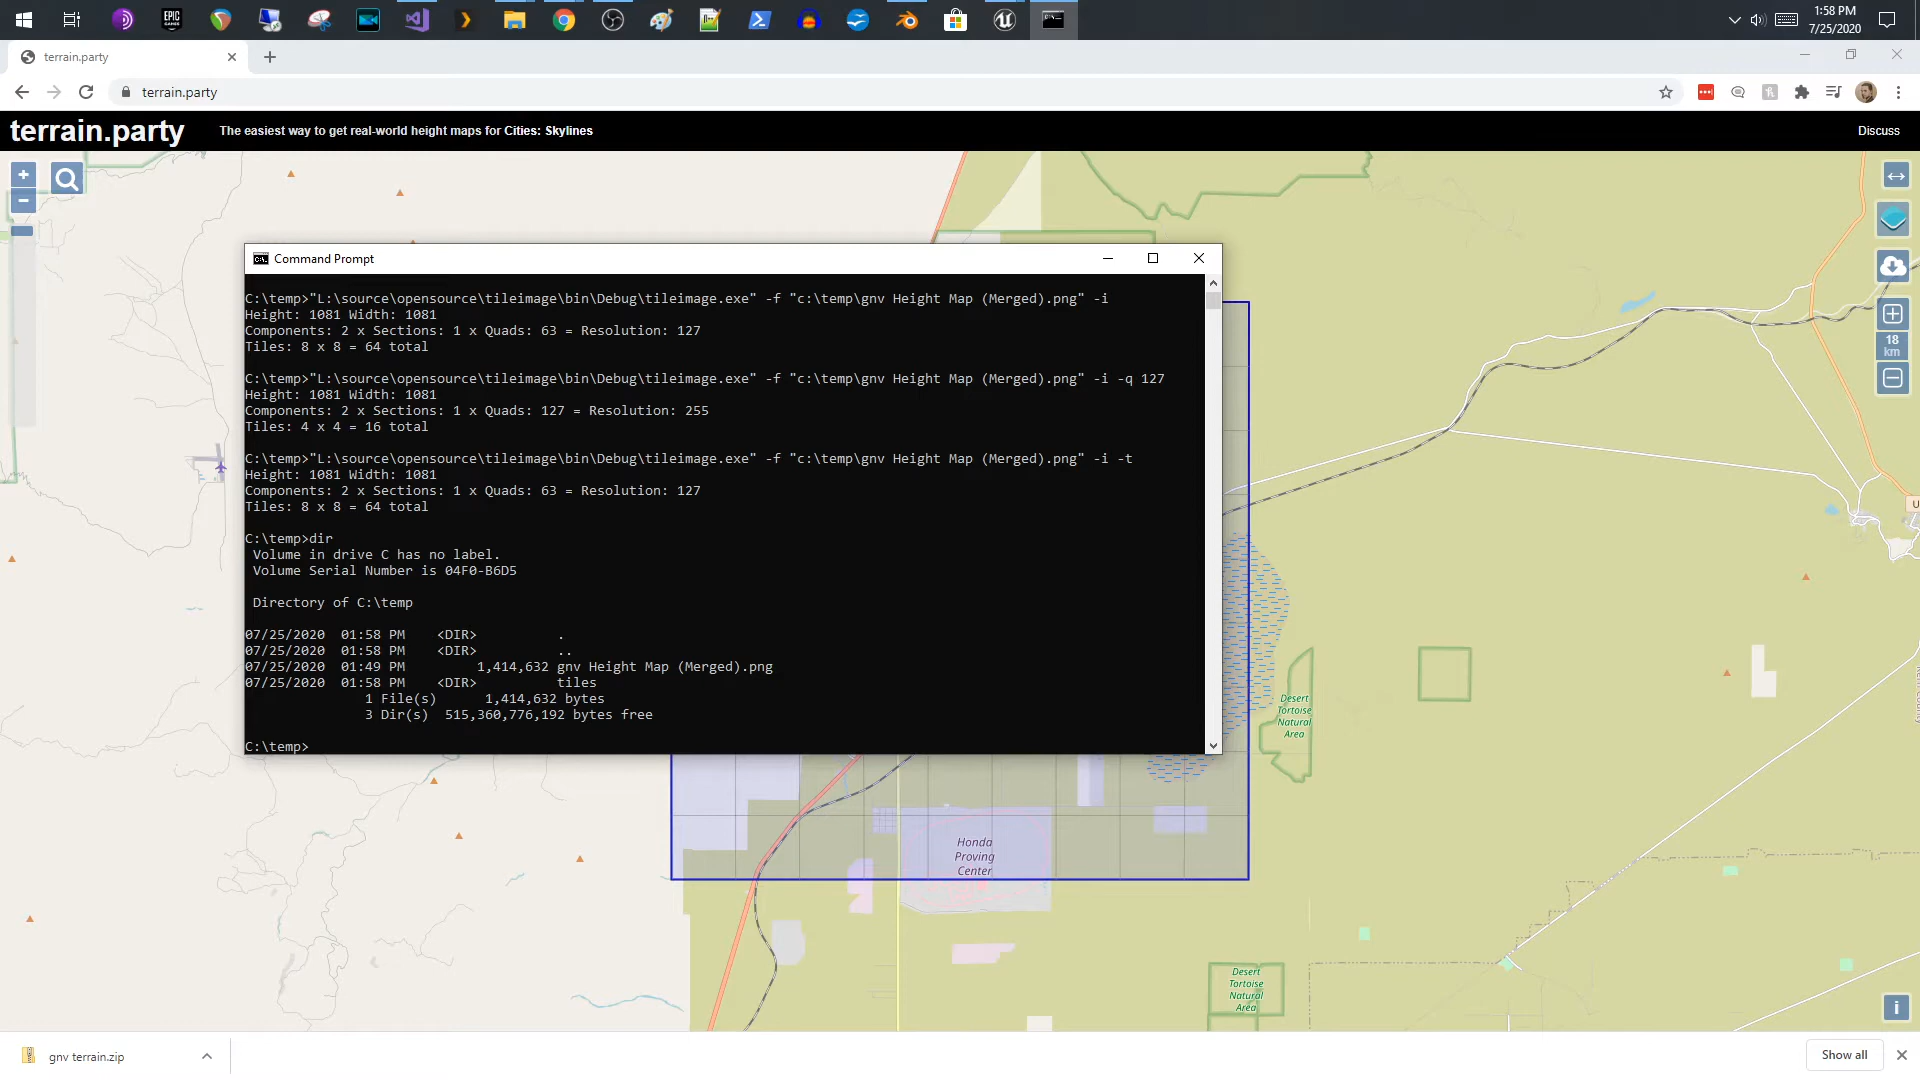 1:58 PM
7/25/2020
terrain.party
terrain.party
terrain.party
The easiest way to get real-world height maps for Cities: Skylines
Discuss
Command Prompt
C:\temp>"L:\source\opensource\tileimage\bin\Debug\tileimage.exe" -f "c:\temp\gnv Height Map (Merged).png" -i
Height: 1081 Width: 1081
Components: 2 x Sections: 1 x Quads: 63 = Resolution: 127
Tiles: 8 x 8 = 64 total
C:\temp>"L:\source\opensource\tileimage\bin\Debug\tileimage.exe" -f "c:\temp\gnv Height Map (Merged).png" -i -q 127
Height: 1081 Width: 1081
Components: 2 x Sections: 1 x Quads: 127 = Resolution: 255
Tiles: 4 x 4 = 16 total
C:\temp>"L:\source\opensource\tileimage\bin\Debug\tileimage.exe" -f "c:\temp\gnv Height Map (Merged).png" -i -t
Height: 1081 Width: 1081
Components: 2 x Sections: 1 x Quads: 63 = Resolution: 127
Tiles: 8 x 8 = 64 total
C:\temp>dir
Volume in drive C has no label.
Volume Serial Number is 04F0-B6D5
Directory of C:\temp
07/25/2020  01:58 PM    <DIR>          .
07/25/2020  01:58 PM    <DIR>          ..
07/25/2020  01:49 PM         1,414,632 gnv Height Map (Merged).png
07/25/2020  01:58 PM    <DIR>          tiles
1 File(s)      1,414,632 bytes
3 Dir(s)  515,360,776,192 bytes free
C:\temp>
18
km
Desert
Tortoise
Natural
Area
Honda
Proving
Center
Desert
Tortoise
Natural
Area
gnv terrain.zip
Show all